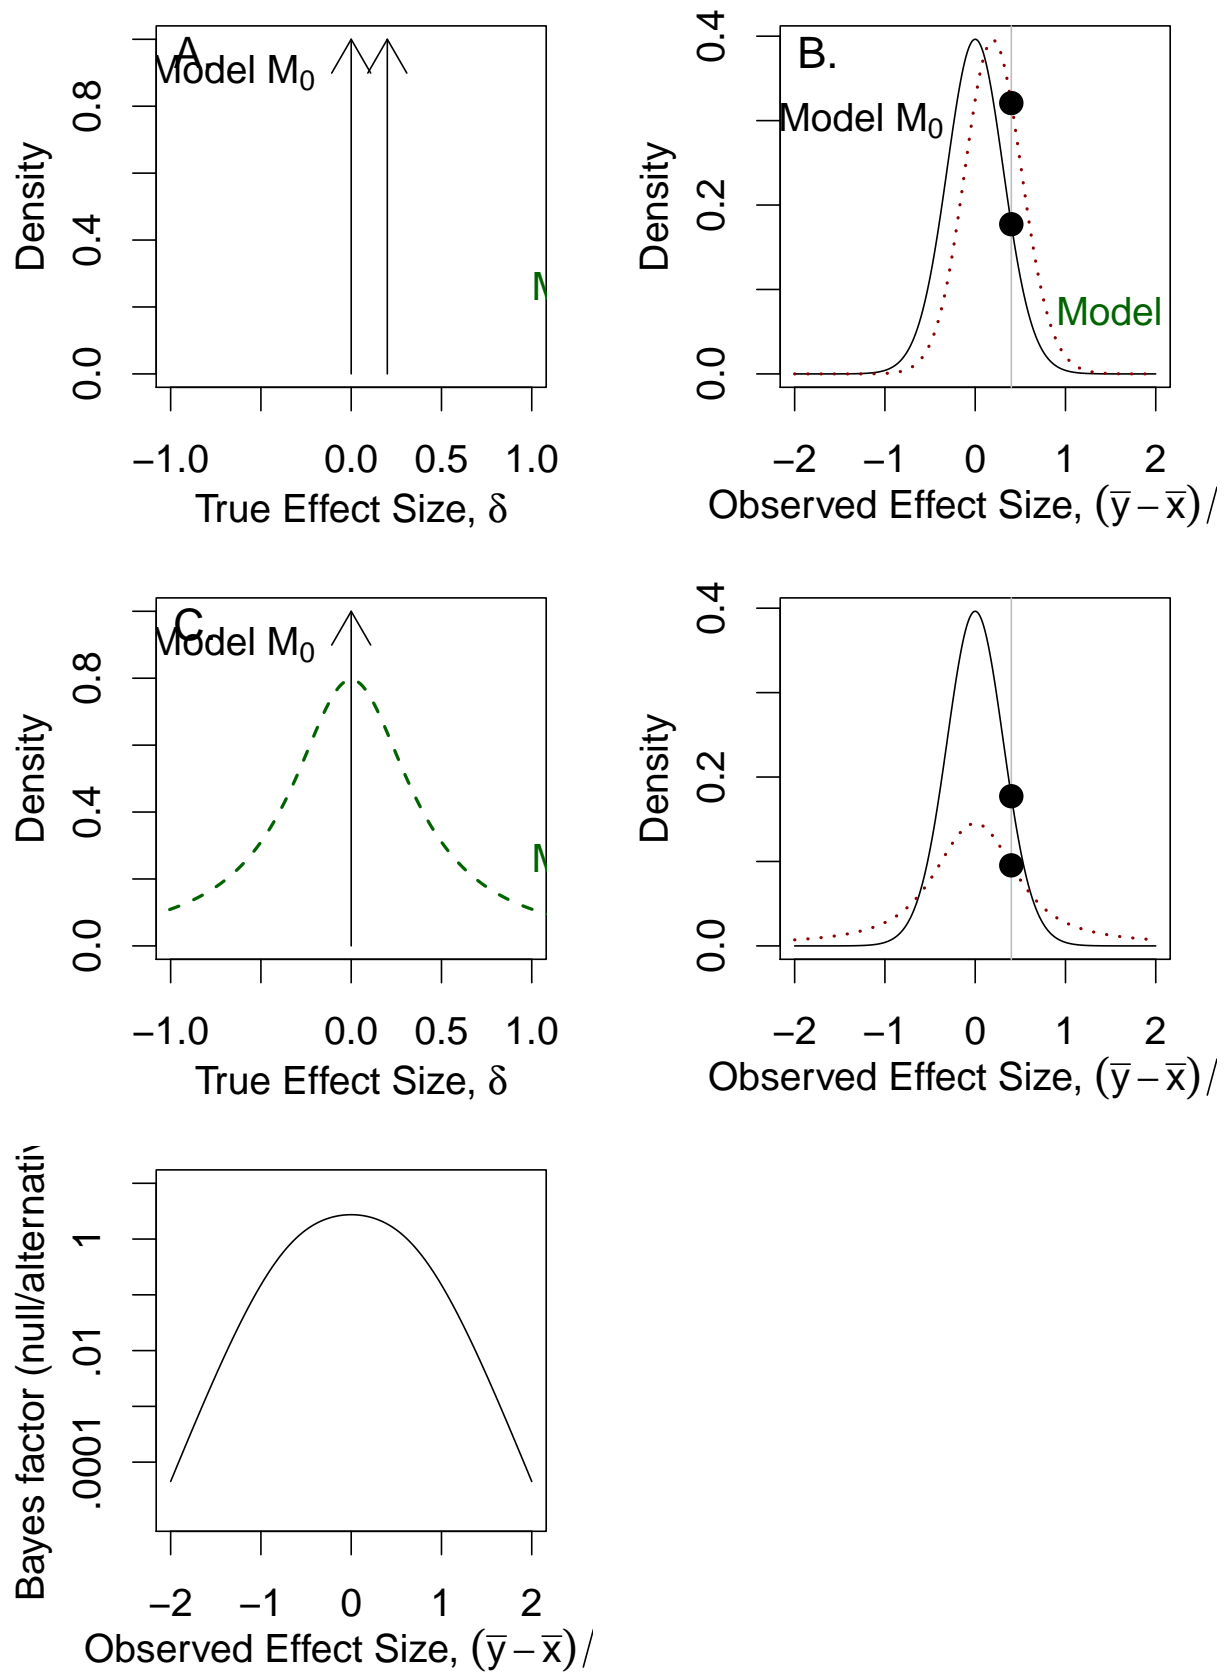 A.
Model M0
M
0.0 0.4 0.8
Density
−1.0 0.0 0.5 1.0
True Effect Size, δ
B.
Model M0
Model
0.0 0.2 0.4
Density
−2 −1 0 1 2
Observed Effect Size, (y̅ − x̅)/
C.
Model M0
M
0.0 0.4 0.8
Density
−1.0 0.0 0.5 1.0
True Effect Size, δ
0.0 0.2 0.4
Density
−2 −1 0 1 2
Observed Effect Size, (y̅ − x̅)/
.0001 .01 1
Bayes factor (null/alternativ
−2 −1 0 1 2
Observed Effect Size, (y̅ − x̅)/